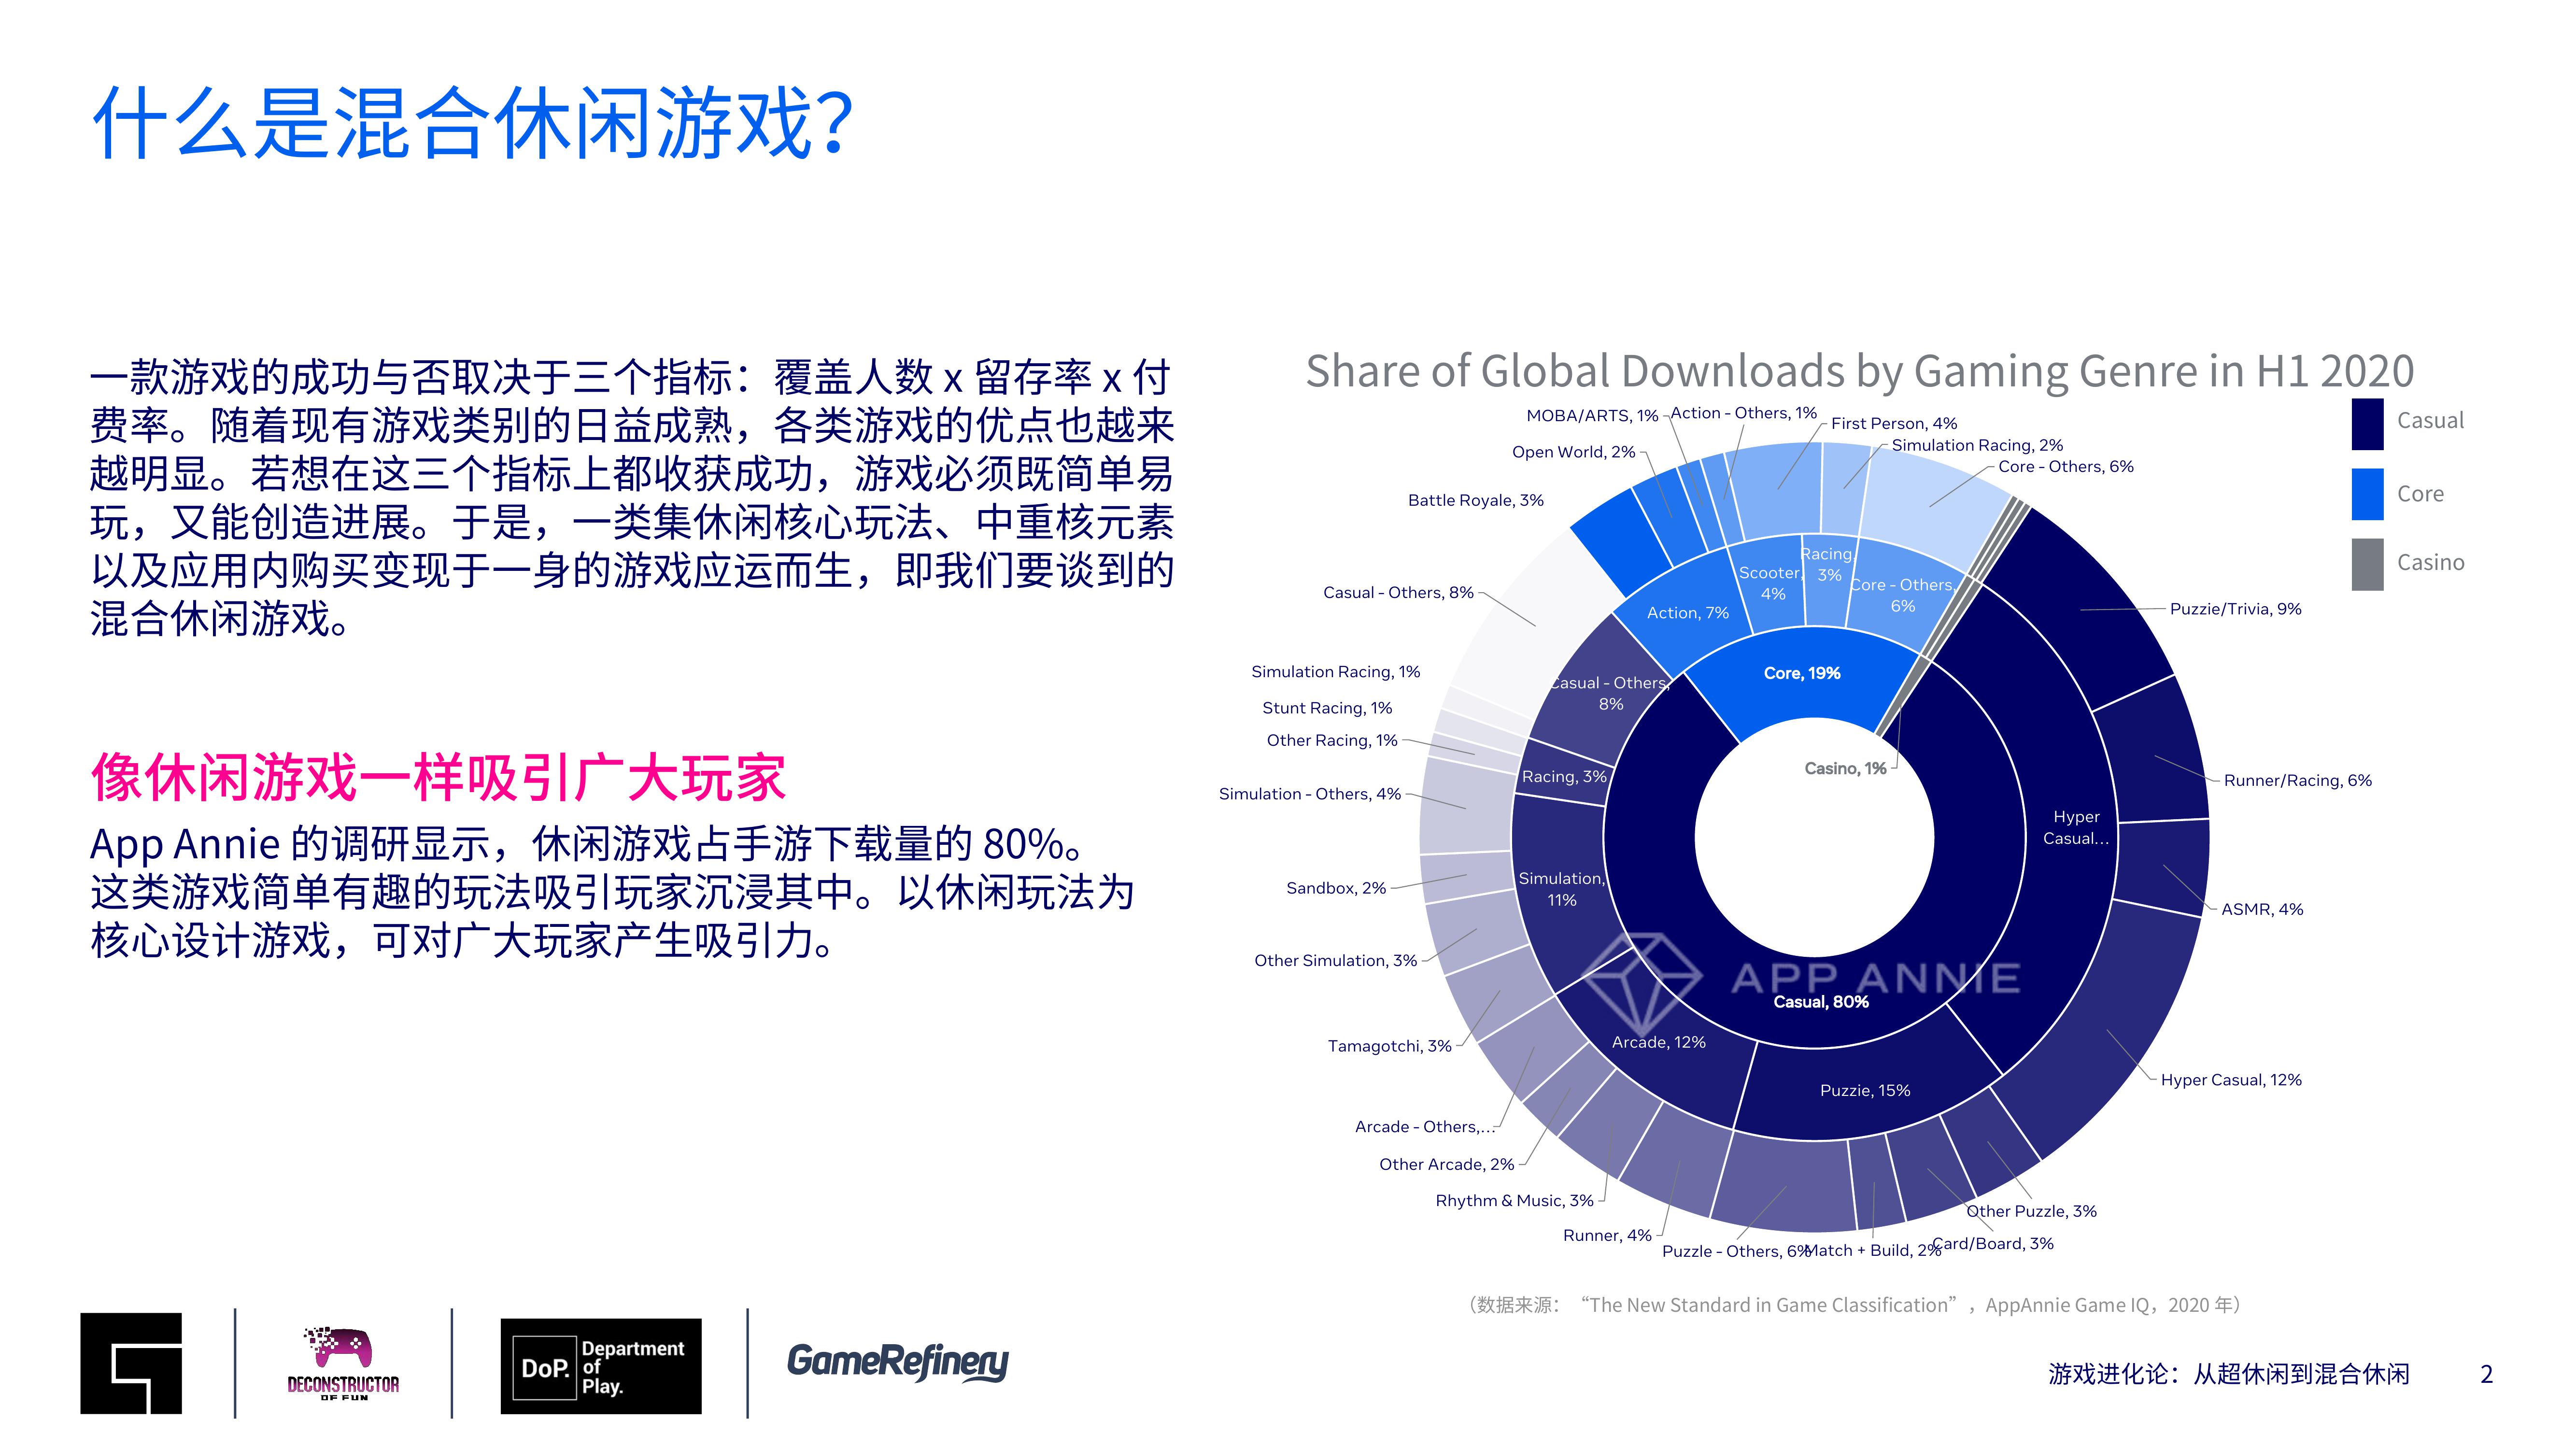 什么是混合休闲游戏？
一款游戏的成功与否取决于三个指标：覆盖人数 x 留存率 x 付
费率。随着现有游戏类别的日益成熟，各类游戏的优点也越来
越明显。若想在这三个指标上都收获成功，游戏必须既简单易
玩，又能创造进展。于是，一类集休闲核心玩法、中重核元素
以及应用内购买变现于一身的游戏应运而生，即我们要谈到的
混合休闲游戏。
像休闲游戏一样吸引广大玩家
App Annie 的调研显示，休闲游戏占手游下载量的 80%。
这类游戏简单有趣的玩法吸引玩家沉浸其中。以休闲玩法为
核心设计游戏，可对广大玩家产生吸引力。
Share of Global Downloads by Gaming Genre in H1 2020
Casual
Core
Casino
MOBA/ARTS, 1%
Action - Others, 1%
First Person, 4%
Simulation Racing, 2%
Open World, 2%
Core - Others, 6%
Battle Royale, 3%
Casual - Others, 8%
Simulation Racing, 1%
Stunt Racing, 1%
Other Racing, 1%
Simulation - Others, 4%
Sandbox, 2%
Other Simulation, 3%
Tamagotchi, 3%
Arcade - Others,...
Other Arcade, 2%
Rhythm & Music, 3%
Runner, 4%
Puzzle - Others, 6%
Match + Build, 2%
Card/Board, 3%
Other Puzzle, 3%
Hyper Casual, 12%
ASMR, 4%
Runner/Racing, 6%
Puzzie/Trivia, 9%
Action, 7%
Scooter,
4%
Racing,
3%
Core - Others,
6%
Casual - Others,
8%
Racing, 3%
Simulation,
11%
Arcade, 12%
Puzzie, 15%
Hyper
Casual...
Core, 19%
Casino, 1%
APP ANNIE
Casual, 80%
（数据来源：“The New Standard in Game Classification”，AppAnnie Game IQ，2020 年）
DECONSTRUCTOR
OF FUN
DoP.
Department
of
Play.
GameRefinery
游戏进化论：从超休闲到混合休闲
2